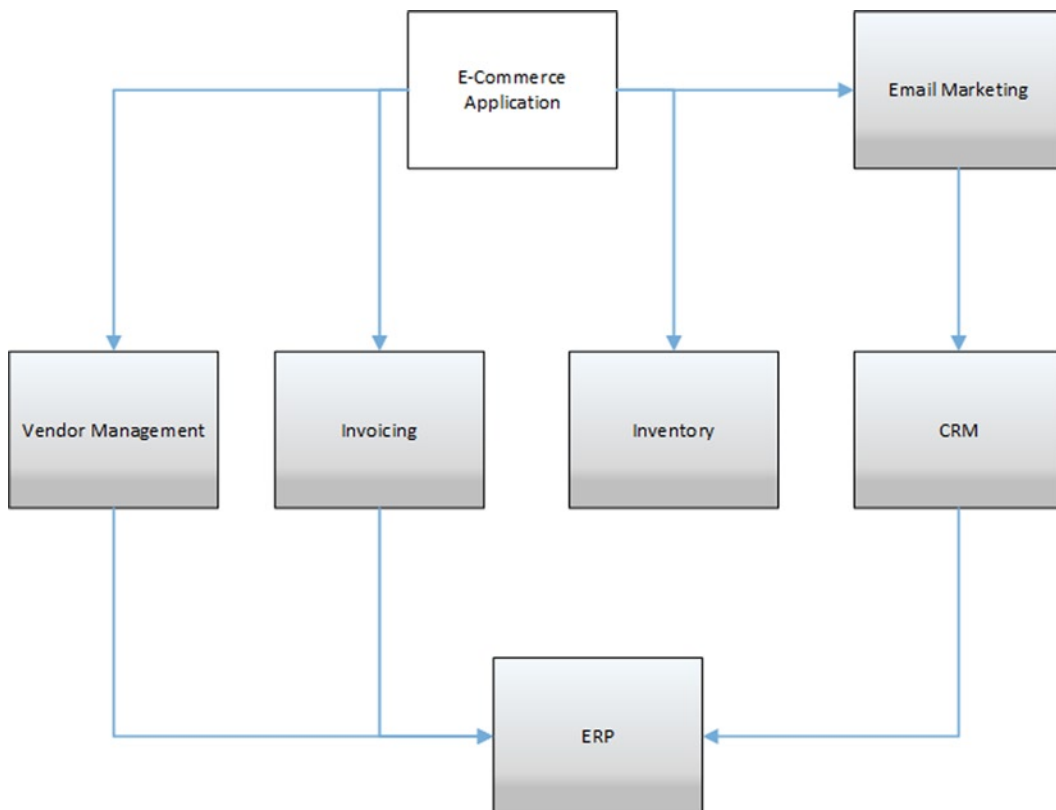 E-Commerce
Application
Email Marketing
Vendor Management
Invoicing
Inventory
CRM
ERP